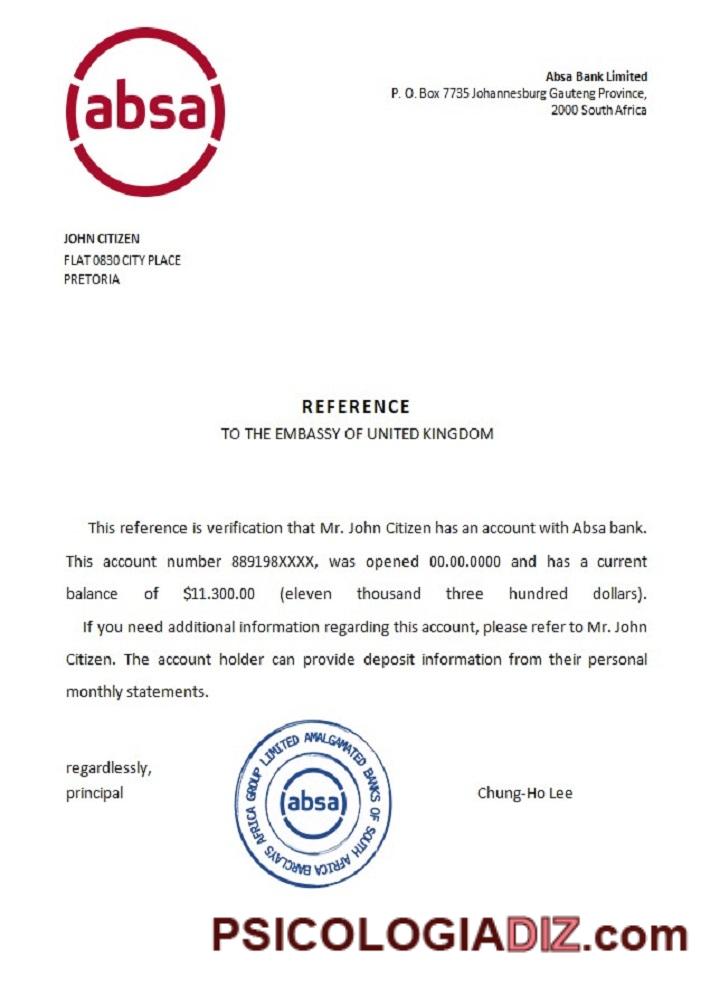 absa
Absa Bank Limited
P. O. Box 7735 Johannesburg Gauteng Province,
2000 South Africa
JOHN CITIZEN
FLAT 0830 CITY PLACE
PRETORIA
REFERENCE
TO THE EMBASSY OF UNITED KINGDOM
This reference is verification that Mr. John Citizen has an account with Absa bank.
This account number 889198XXXX, was opened 00.00.0000 and has a current
balance of $11.300.00 (eleven thousand three hundred dollars).
If you need additional information regarding this account, please refer to Mr. John
Citizen. The account holder can provide deposit information from their personal
monthly statements.
regardlessly,
principal
BARCLAYS AFRICA GROUP LIMITED AMALGAMATED BANKS OF SOUTH AFRICA
absa
Chung-Ho Lee
PSICOLOGIADIZ.com